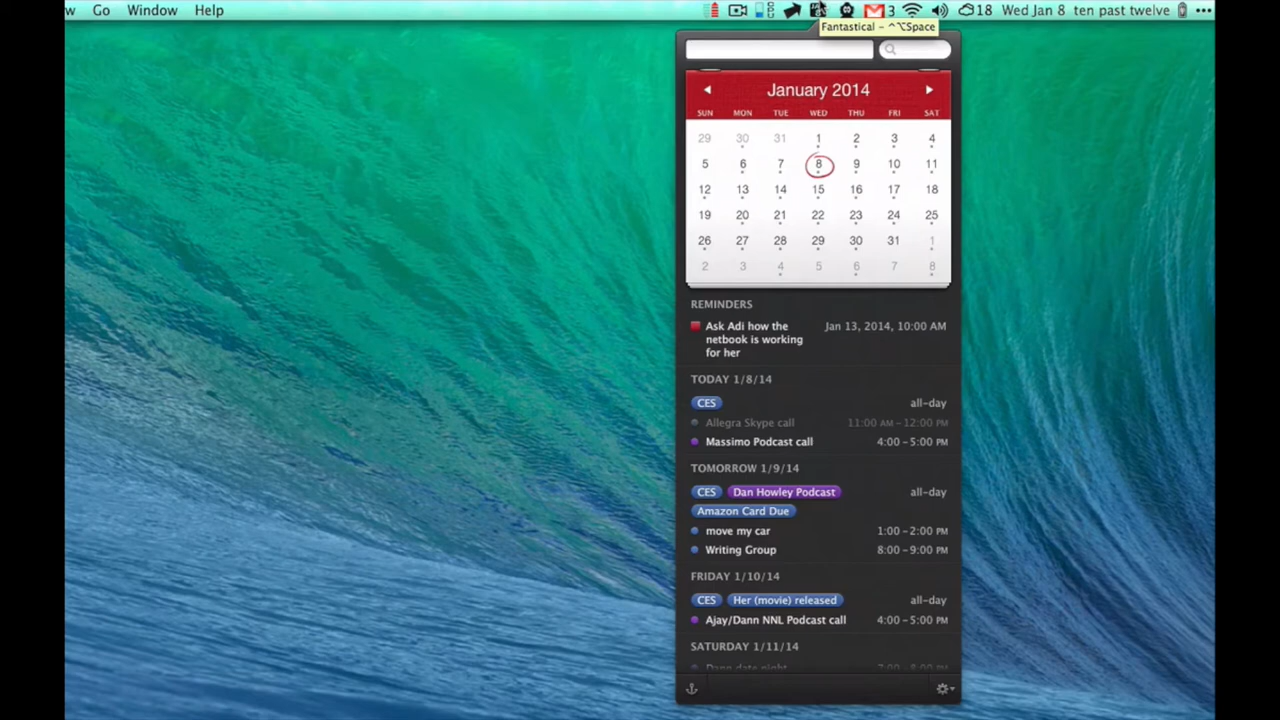 w Go Window Help 3 18 Wed Jan 8 ten past twelve
Fantastical - ^⌥Space
January 2014
SUN MON TUE WED THU FRI SAT
29 30 31 1 2 3 4
5 6 7 8 9 10 11
12 13 14 15 16 17 18
19 20 21 22 23 24 25
26 27 28 29 30 31 1
2 3 4 5 6 7 8
REMINDERS
Ask Adi how the Jan 13, 2014, 10:00 AM
netbook is working
for her
TODAY 1/8/14
CES all-day
Allegra Skype call 11:00 AM - 12:00 PM
Massimo Podcast call 4:00 - 5:00 PM
TOMORROW 1/9/14
CES Dan Howley Podcast all-day
Amazon Card Due
move my car 1:00 - 2:00 PM
Writing Group 8:00 - 9:00 PM
FRIDAY 1/10/14
CES Her (movie) released all-day
Ajay/Dann NNL Podcast call 4:00 - 5:00 PM
SATURDAY 1/11/14
Dann date night 7:00 - 8:00 PM